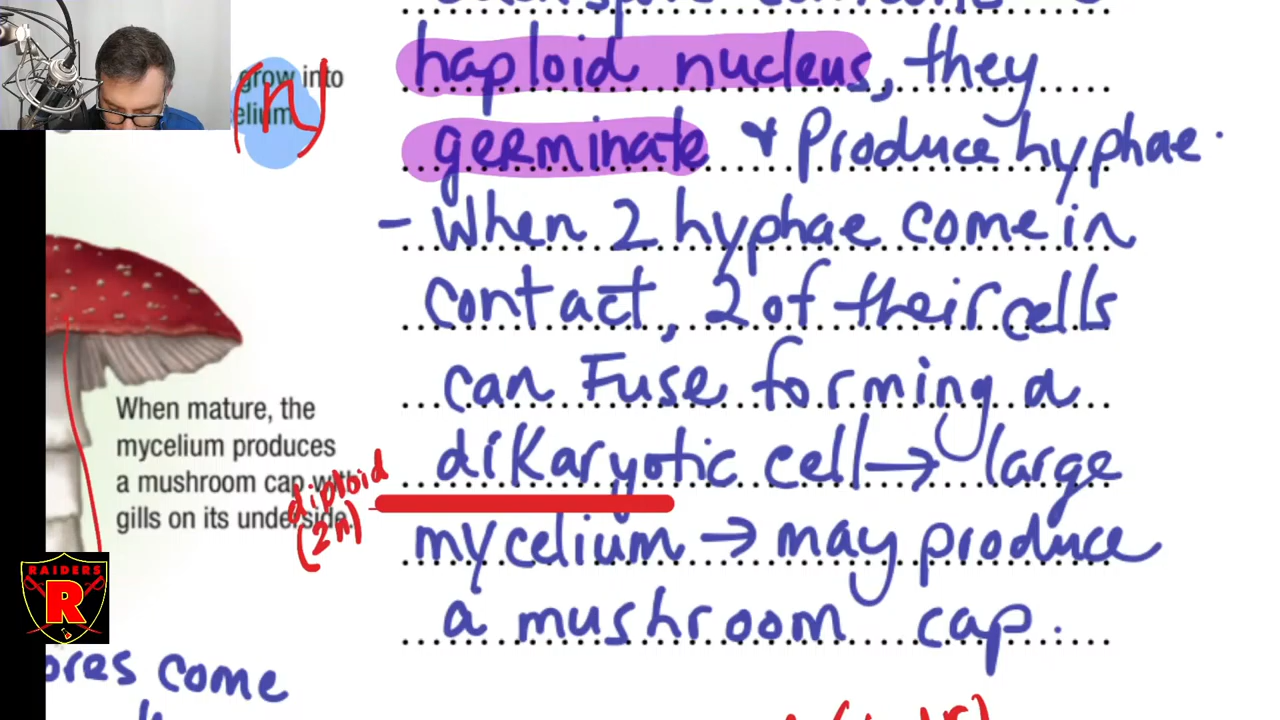 haploid nucleus, they
germinate & Produce hyphae.
- When 2 hyphae come in
contact, 2 of their cells
can Fuse forming a
dikaryotic cell → large
mycelium → may produce
a mushroom cap.
grow into
elium
(n)
When mature, the
mycelium produces
a mushroom cap with
gills on its underside.
diploid
(2n)
RAIDERS
R
ores come